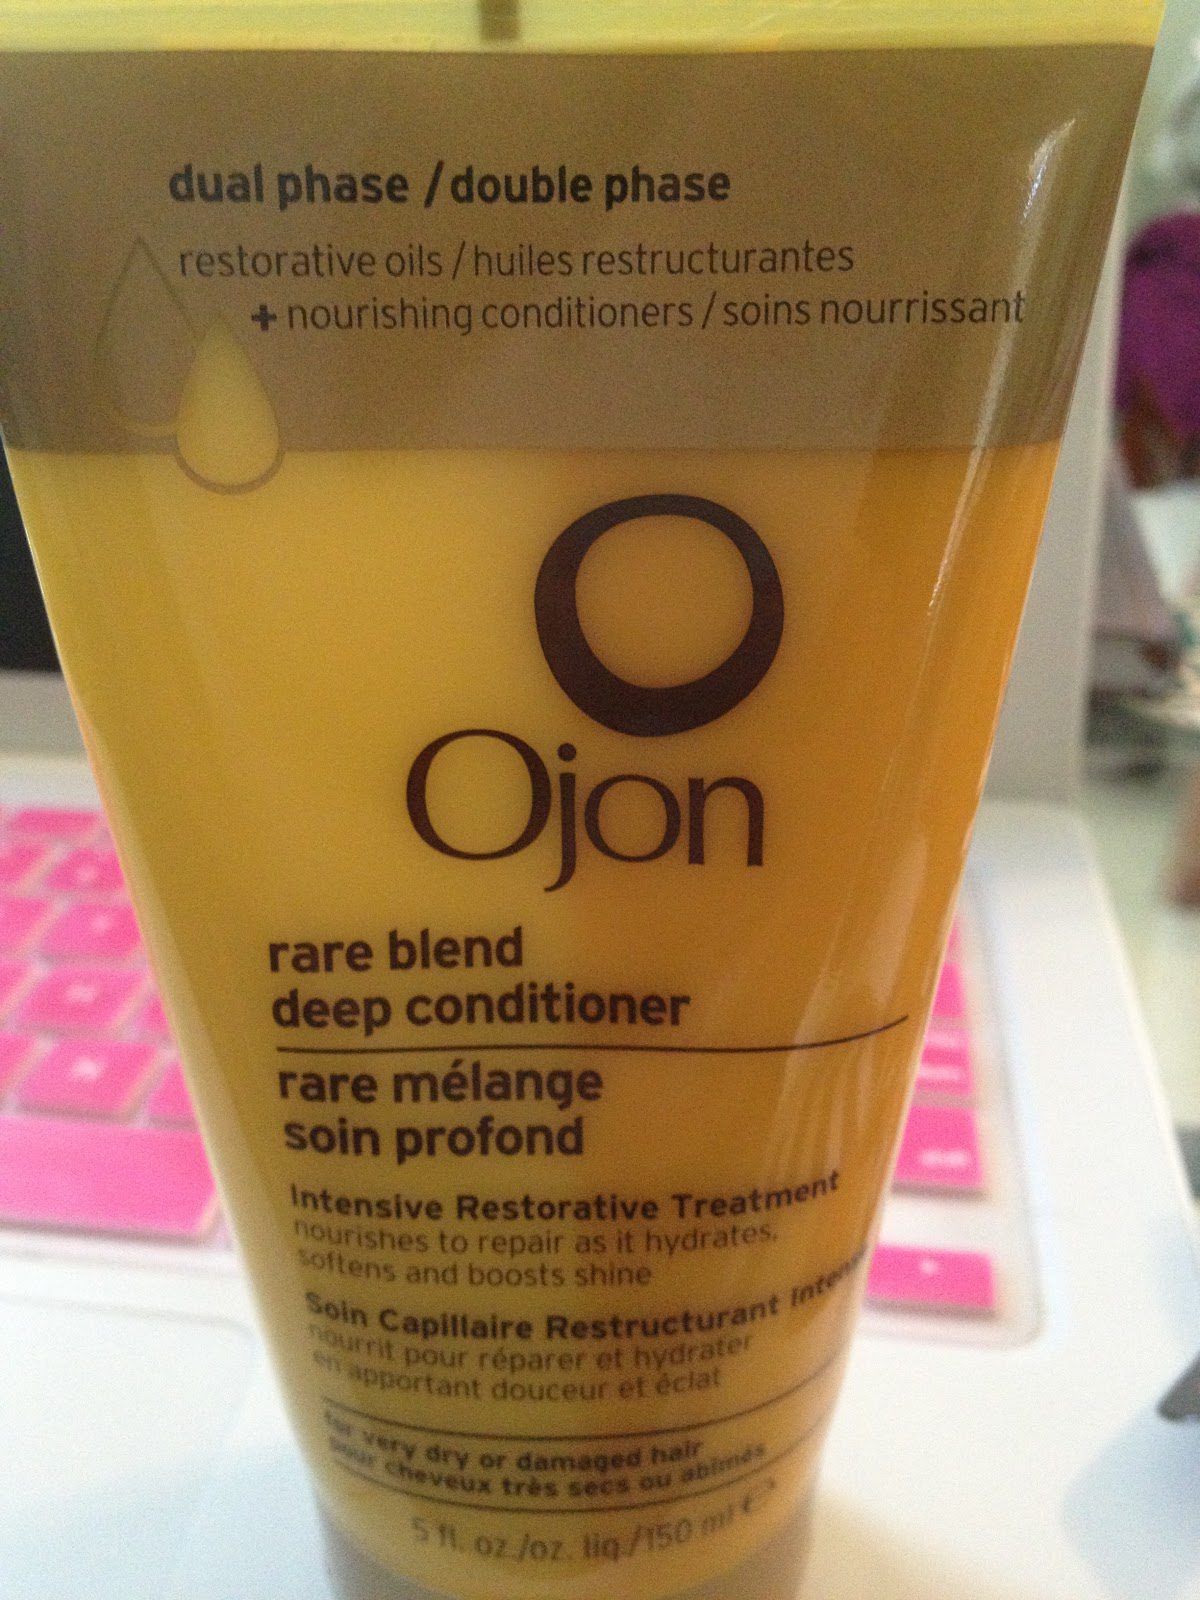 dual phase / double phase
restorative oils / huiles restructurantes
+ nourishing conditioners / soins nourrissant
Ojon
rare blend
deep conditioner
rare mélange
soin profond
Intensive Restorative Treatment
nourishes to repair as it hydrates,
softens and boosts shine
Soin Capillaire Restructurant
nourrit pour réparer et hydrater
en apportant douceur et éclat
for very dry or damaged hair
pour cheveux très secs ou abîmés
5 fl. oz./oz. liq./150 ml e